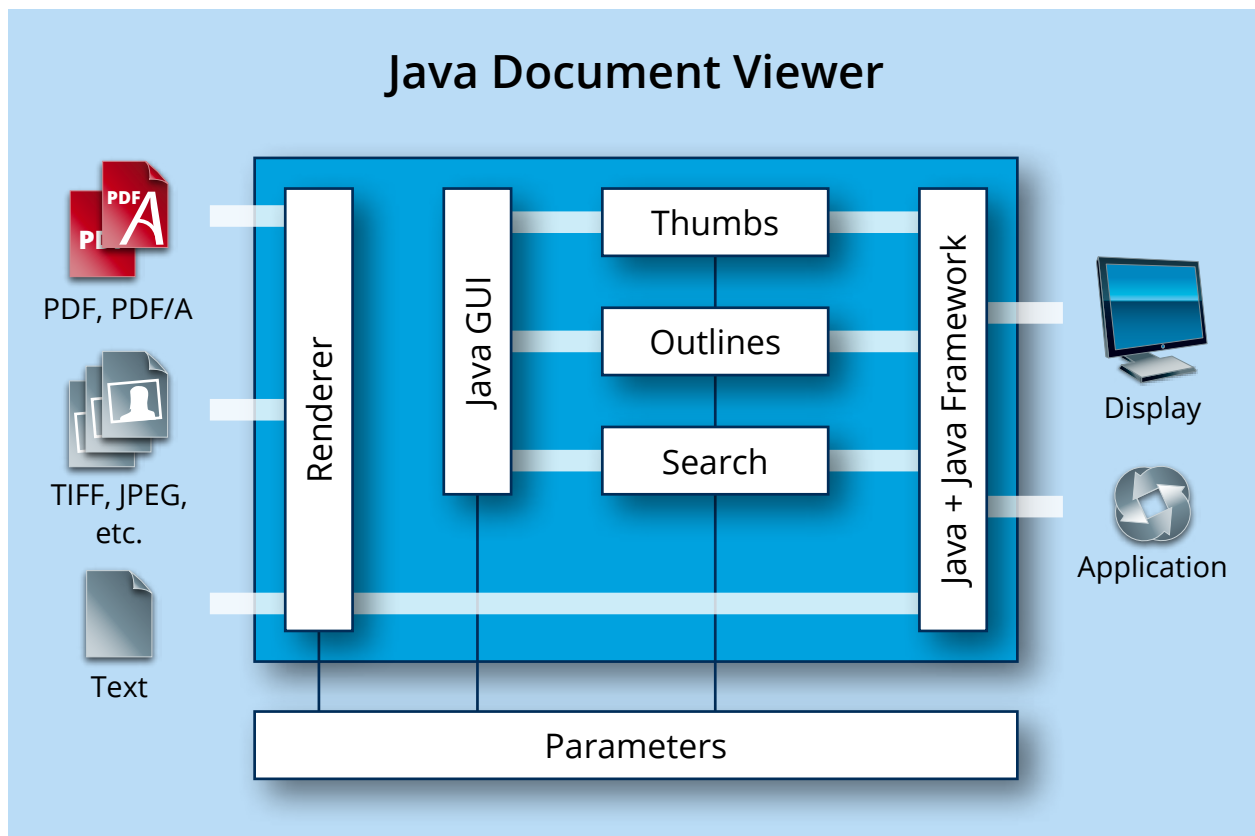 Java Document Viewer
PDF
A
PDF
PDF, PDF/A
TIFF, JPEG,
etc.
Text
Renderer
Java GUI
Thumbs
Outlines
Search
Java + Java Framework
Display
Application
Parameters